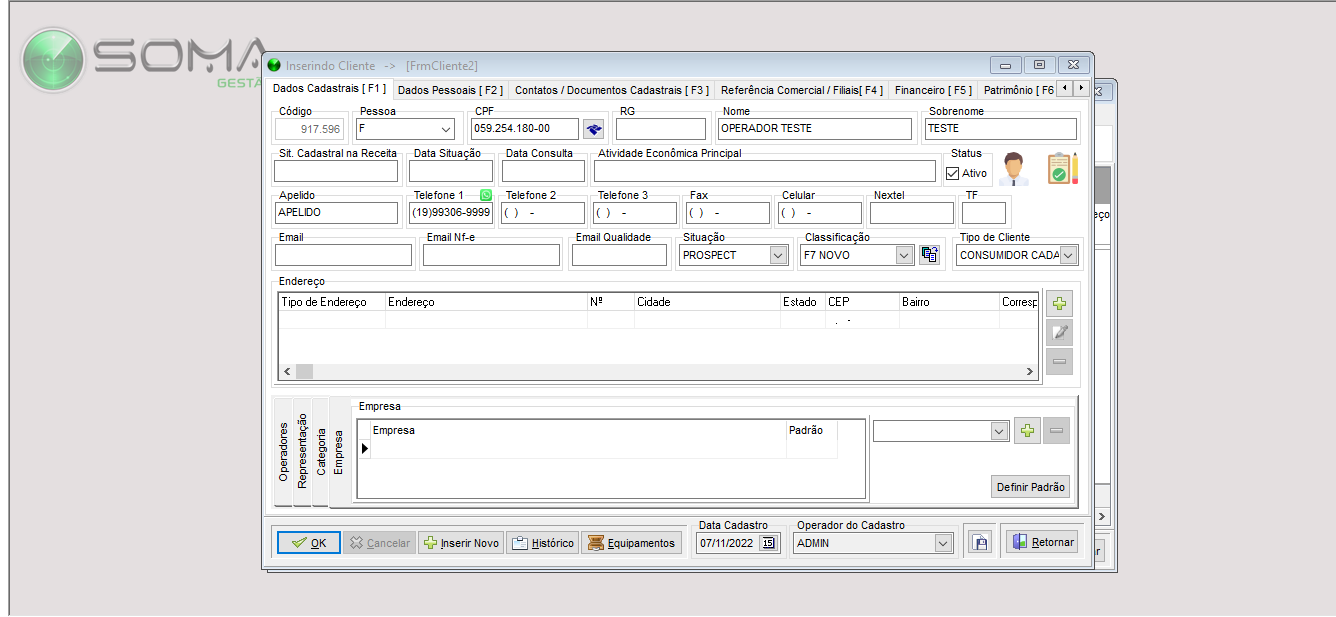 SOMA
GESTÃ
Inserindo Cliente -> [FrmCliente2]
Dados Cadastrais [ F1 ] Dados Pessoais [ F2 ] Contatos / Documentos Cadastrais [ F3 ] Referência Comercial / Filiais[ F4 ] Financeiro [ F5 ] Patrimônio [ F6
Código Pessoa CPF RG Nome Sobrenome
917.596 F 059.254.180-00 OPERADOR TESTE TESTE
Sit. Cadastral na Receita Data Situação Data Consulta Atividade Econômica Principal Status
Ativo
Apelido Telefone 1 Telefone 2 Telefone 3 Fax Celular Nextel TF
APELIDO (19)99306-9999 ( ) - ( ) - ( ) - ( ) -
eço
Email Email Nf-e Email Qualidade Situação Classificação Tipo de Cliente
PROSPECT F7 NOVO CONSUMIDOR CADA
Endereço
Tipo de Endereço Endereço Nº Cidade Estado CEP Bairro Corresp
. -
Operadores
Representação
Categoria
Empresa
Empresa
Empresa Padrão
Definir Padrão
Data Cadastro Operador do Cadastro
OK Cancelar Inserir Novo Histórico Equipamentos 07/11/2022 15 ADMIN Retornar
ar